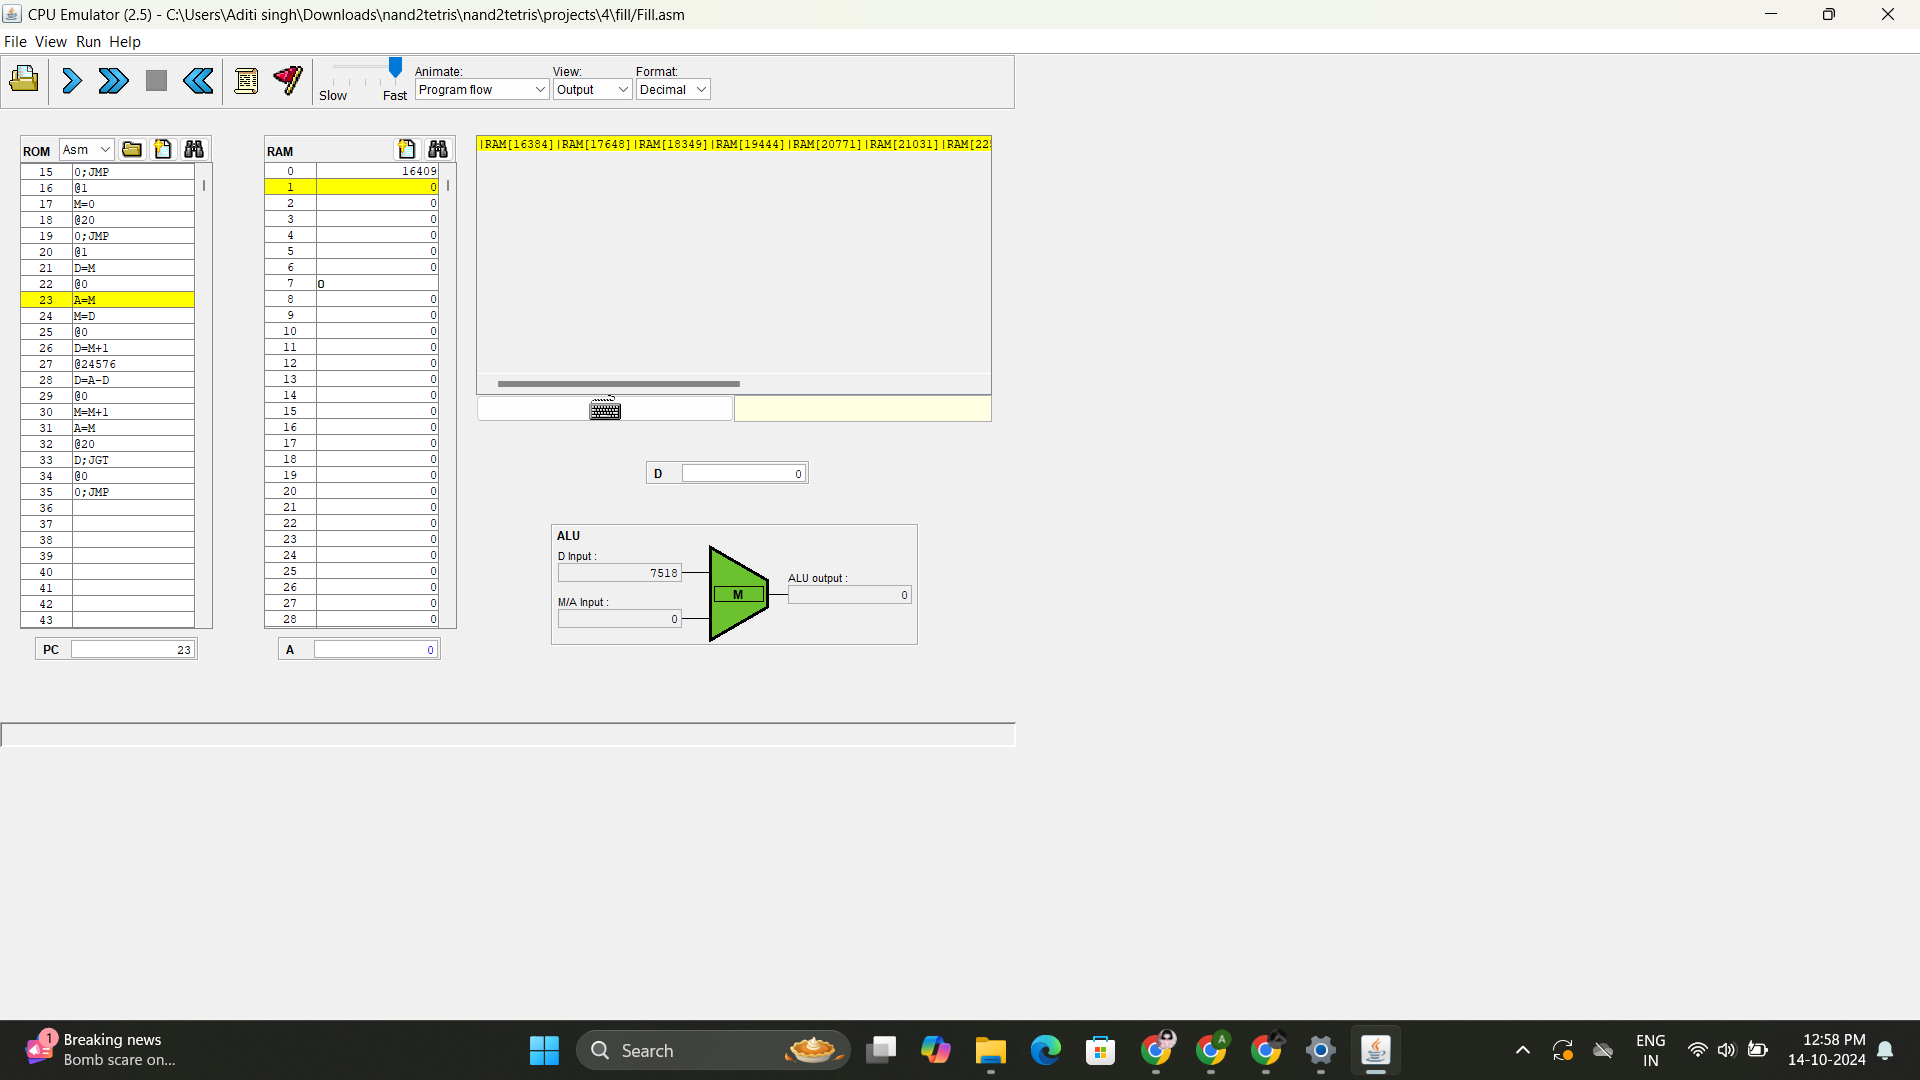 CPU Emulator (2.5) - C:\Users\Aditi singh\Downloads\nand2tetris\nand2tetris\projects\4\fill/Fill.asm
File View Run Help
Slow Fast
Animate:
Program flow
View:
Output
Format:
Decimal
ROM Asm
15 0;JMP
16 @1
17 M=0
18 @20
19 0;JMP
20 @1
21 D=M
22 @0
23 A=M
24 M=D
25 @0
26 D=M+1
27 @24576
28 D=A-D
29 @0
30 M=M+1
31 A=M
32 @20
33 D;JGT
34 @0
35 0;JMP
36
37
38
39
40
41
42
43
PC 23
RAM
0 16409
1 0
2 0
3 0
4 0
5 0
6 0
7 0
8 0
9 0
10 0
11 0
12 0
13 0
14 0
15 0
16 0
17 0
18 0
19 0
20 0
21 0
22 0
23 0
24 0
25 0
26 0
27 0
28 0
A 0
|RAM[16384]|RAM[17648]|RAM[18349]|RAM[19444]|RAM[20771]|RAM[21031]|RAM[22
D 0
ALU
D Input :
7518
M/A Input :
0
M
ALU output :
0
1
Breaking news
Bomb scare on...
Search
A
ENG
IN
12:58 PM
14-10-2024